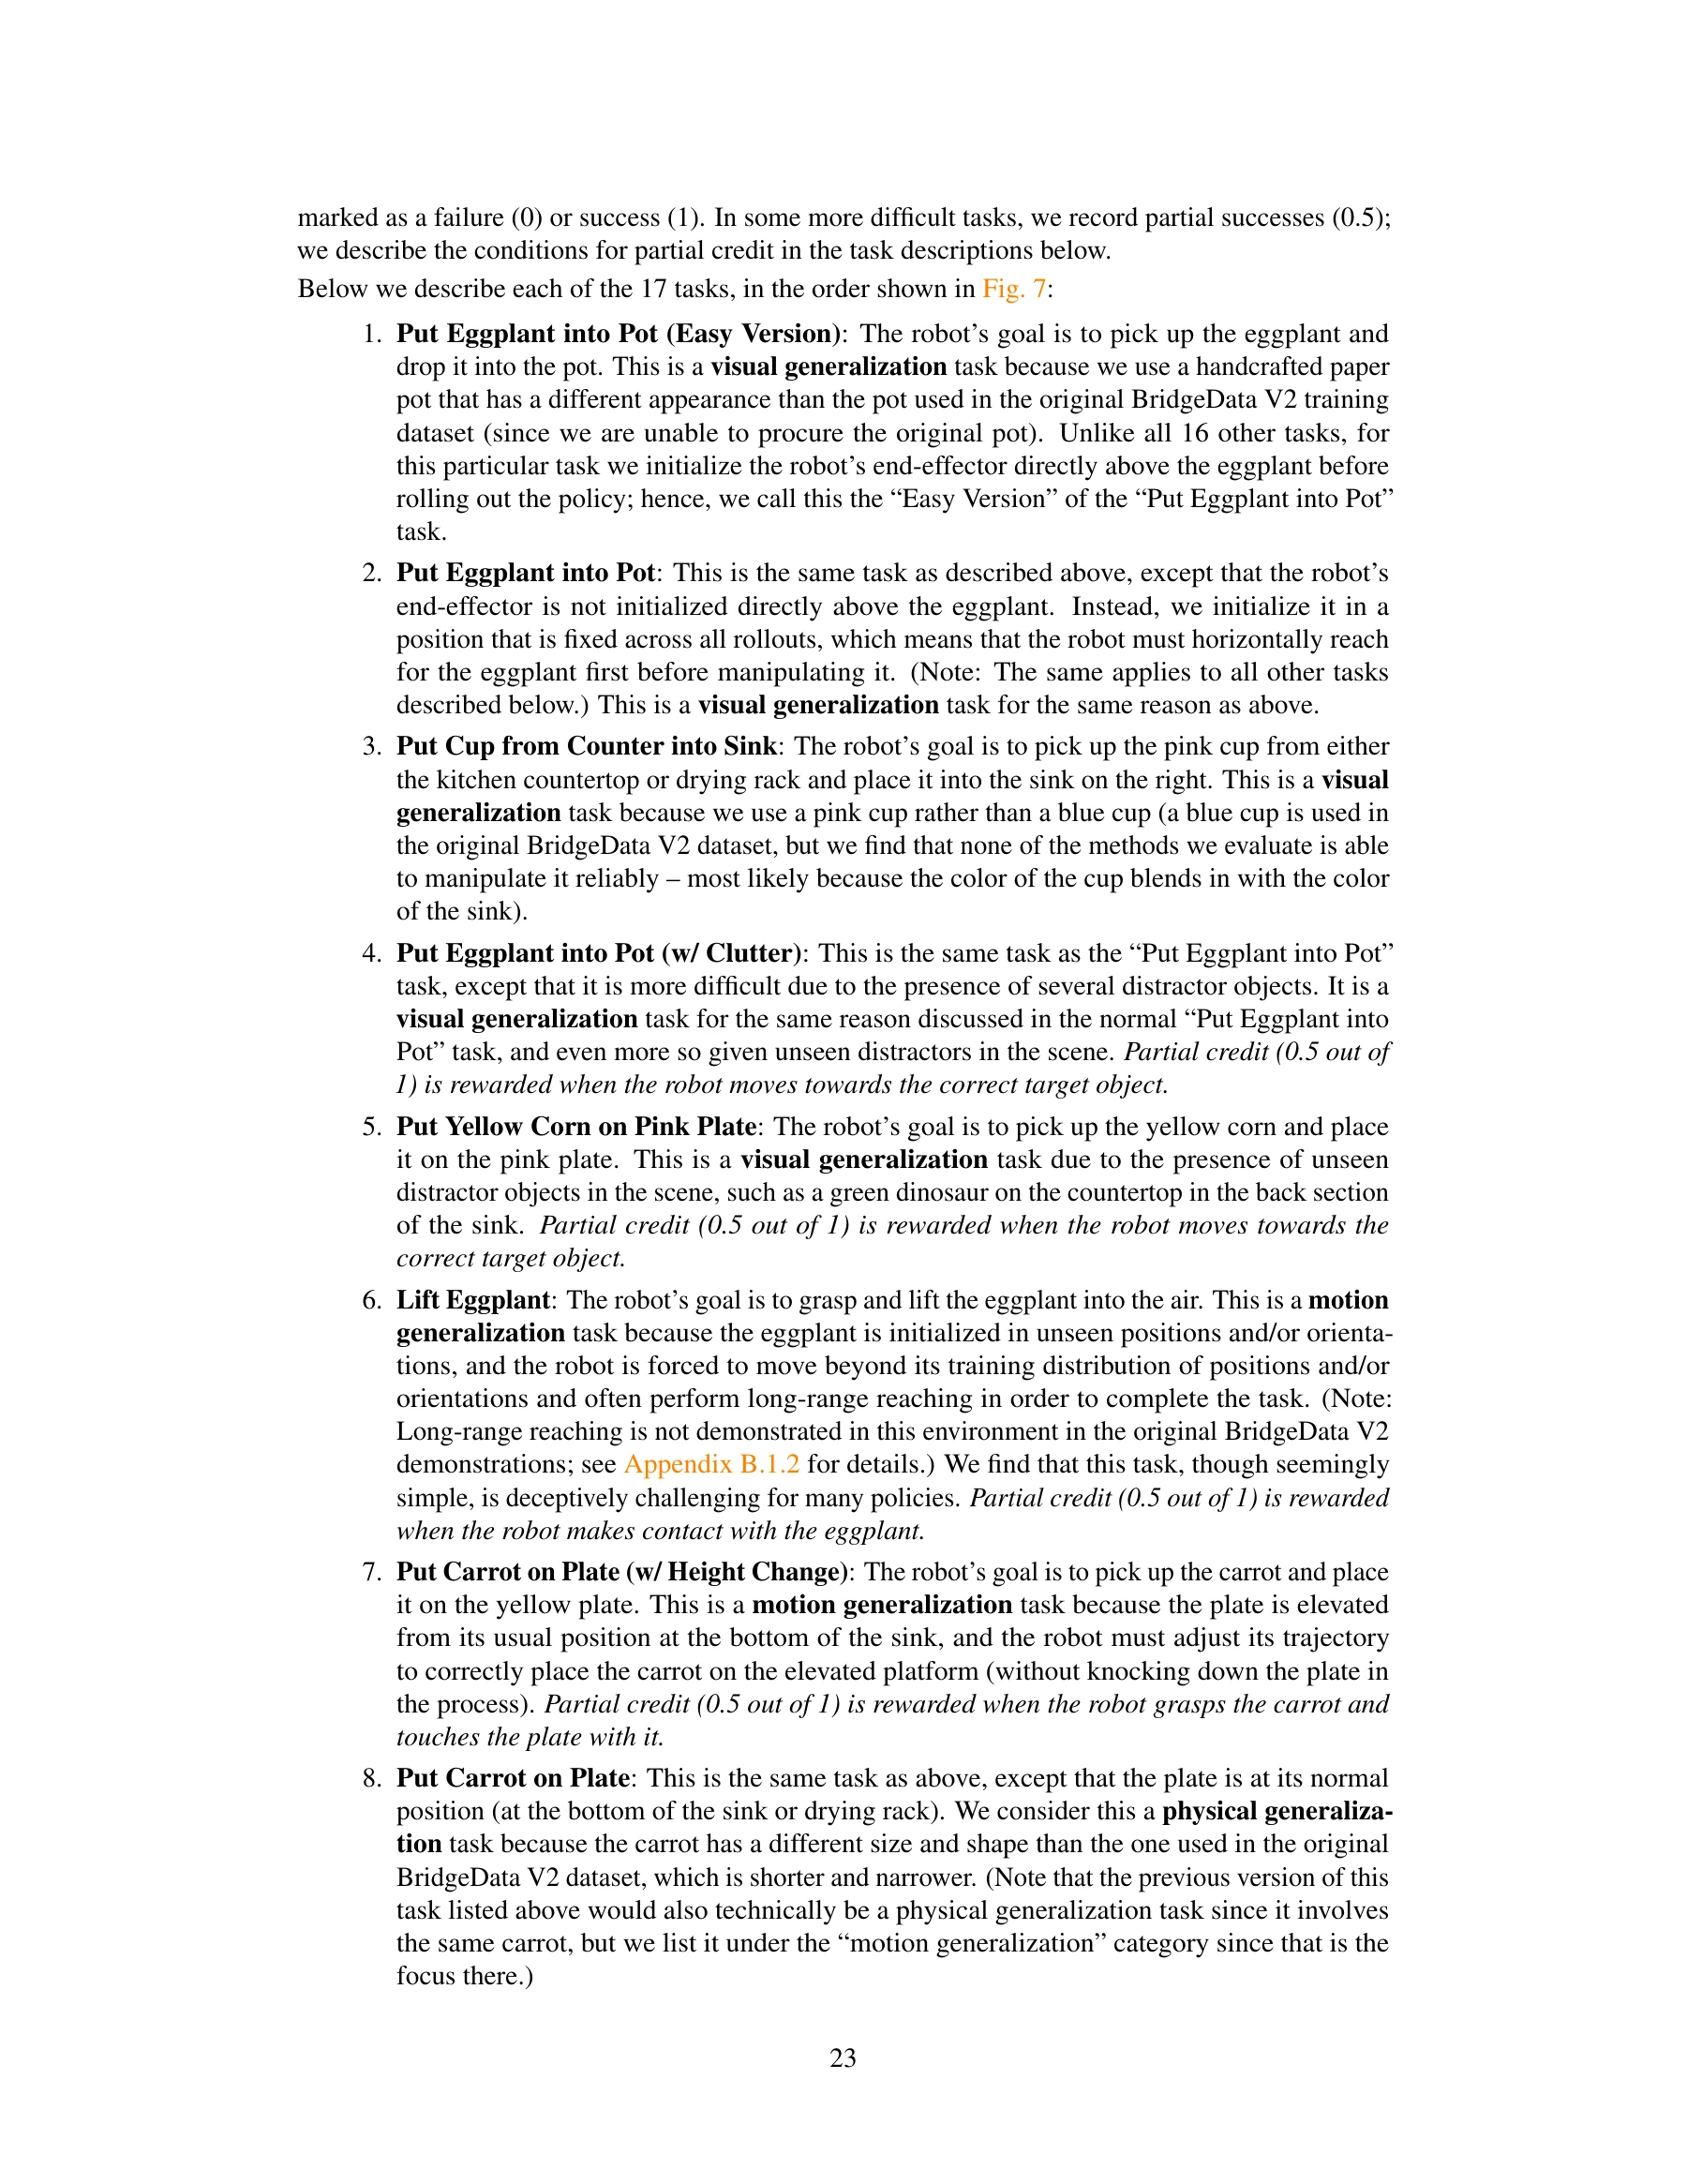 marked as a failure (0) or success (1). In some more difficult tasks, we record partial successes (0.5);
we describe the conditions for partial credit in the task descriptions below.
Below we describe each of the 17 tasks, in the order shown in Fig. 7:
1. Put Eggplant into Pot (Easy Version): The robot’s goal is to pick up the eggplant and
drop it into the pot. This is a visual generalization task because we use a handcrafted paper
pot that has a different appearance than the pot used in the original BridgeData V2 training
dataset (since we are unable to procure the original pot). Unlike all 16 other tasks, for
this particular task we initialize the robot’s end-effector directly above the eggplant before
rolling out the policy; hence, we call this the “Easy Version” of the “Put Eggplant into Pot”
task.
2. Put Eggplant into Pot: This is the same task as described above, except that the robot’s
end-effector is not initialized directly above the eggplant. Instead, we initialize it in a
position that is fixed across all rollouts, which means that the robot must horizontally reach
for the eggplant first before manipulating it. (Note: The same applies to all other tasks
described below.) This is a visual generalization task for the same reason as above.
3. Put Cup from Counter into Sink: The robot’s goal is to pick up the pink cup from either
the kitchen countertop or drying rack and place it into the sink on the right. This is a visual
generalization task because we use a pink cup rather than a blue cup (a blue cup is used in
the original BridgeData V2 dataset, but we find that none of the methods we evaluate is able
to manipulate it reliably – most likely because the color of the cup blends in with the color
of the sink).
4. Put Eggplant into Pot (w/ Clutter): This is the same task as the “Put Eggplant into Pot”
task, except that it is more difficult due to the presence of several distractor objects. It is a
visual generalization task for the same reason discussed in the normal “Put Eggplant into
Pot” task, and even more so given unseen distractors in the scene. Partial credit (0.5 out of
1) is rewarded when the robot moves towards the correct target object.
5. Put Yellow Corn on Pink Plate: The robot’s goal is to pick up the yellow corn and place
it on the pink plate. This is a visual generalization task due to the presence of unseen
distractor objects in the scene, such as a green dinosaur on the countertop in the back section
of the sink. Partial credit (0.5 out of 1) is rewarded when the robot moves towards the
correct target object.
6. Lift Eggplant: The robot’s goal is to grasp and lift the eggplant into the air. This is a motion
generalization task because the eggplant is initialized in unseen positions and/or orienta-
tions, and the robot is forced to move beyond its training distribution of positions and/or
orientations and often perform long-range reaching in order to complete the task. (Note:
Long-range reaching is not demonstrated in this environment in the original BridgeData V2
demonstrations; see Appendix B.1.2 for details.) We find that this task, though seemingly
simple, is deceptively challenging for many policies. Partial credit (0.5 out of 1) is rewarded
when the robot makes contact with the eggplant.
7. Put Carrot on Plate (w/ Height Change): The robot’s goal is to pick up the carrot and place
it on the yellow plate. This is a motion generalization task because the plate is elevated
from its usual position at the bottom of the sink, and the robot must adjust its trajectory
to correctly place the carrot on the elevated platform (without knocking down the plate in
the process). Partial credit (0.5 out of 1) is rewarded when the robot grasps the carrot and
touches the plate with it.
8. Put Carrot on Plate: This is the same task as above, except that the plate is at its normal
position (at the bottom of the sink or drying rack). We consider this a physical generaliza-
tion task because the carrot has a different size and shape than the one used in the original
BridgeData V2 dataset, which is shorter and narrower. (Note that the previous version of this
task listed above would also technically be a physical generalization task since it involves
the same carrot, but we list it under the “motion generalization” category since that is the
focus there.)
23